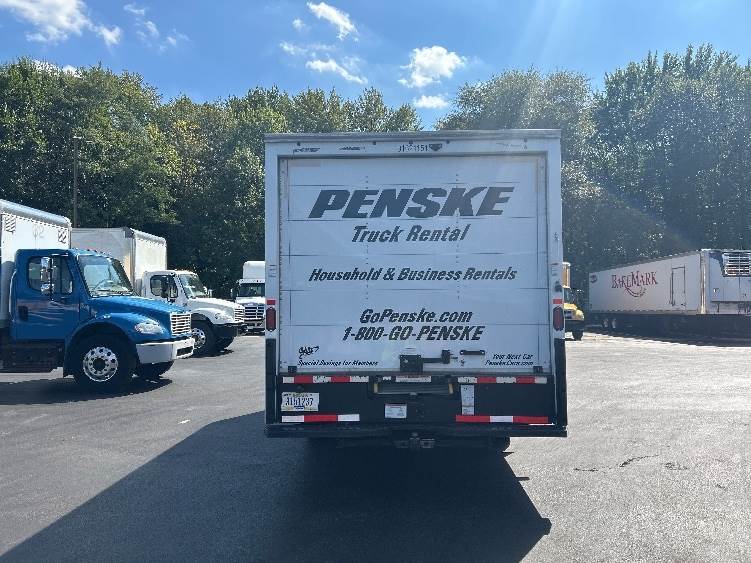 PENSKE
Truck Rental
Household & Business Rentals
GoPenske.com
1-800-GO-PENSKE
AAA
Special Savings for Members
Your Next Car
PenskeCars.com
BAKEMARK